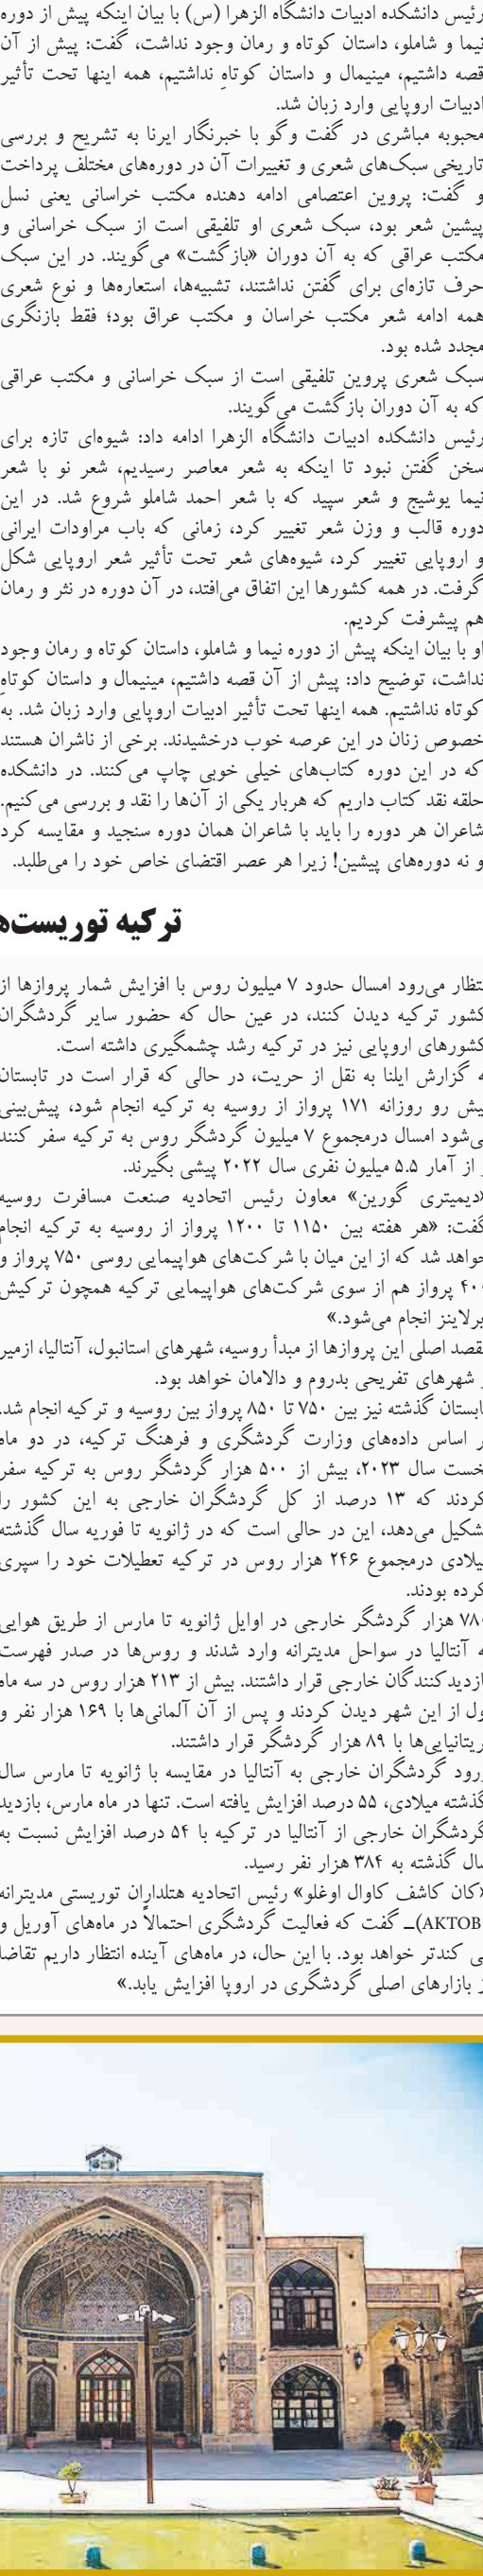 رئیس دانشکده ادبیات دانشگاه الزهرا (س) با بیان اینکه پیش از دوره
نیما و شاملو، داستان کوتاه و رمان وجود نداشت، گفت: پیش از آن
قصه داشتیم، مینیمال و داستان کوتاهِ نداشتیم، همه اینها تحت تأثیر
ادبیات اروپایی وارد زبان شد.
محبوبه مباشری در گفت وگو با خبرنگار ایرنا به تشریح و بررسی
تاریخی سبک‌های شعری و تغییرات آن در دوره‌های مختلف پرداخت
و گفت: پروین اعتصامی ادامه دهنده مکتب خراسانی یعنی نسل
پیشین شعر بود، سبک شعری او تلفیقی است از سبک خراسانی و
مکتب عراقی که به آن دوران «بازگشت» می‌گویند. در این سبک
حرف تازه‌ای برای گفتن نداشتند، تشبیه‌ها، استعاره‌ها و نوع شعری
همه ادامه شعر مکتب خراسان و مکتب عراق بود؛ فقط بازنگری
مجدد شده بود.
سبک شعری پروین تلفیقی است از سبک خراسانی و مکتب عراقی
که به آن دوران بازگشت می‌گویند.
رئیس دانشکده ادبیات دانشگاه الزهرا ادامه داد: شیوه‌ای تازه برای
سخن گفتن نبود تا اینکه به شعر معاصر رسیدیم، شعر نو با شعر
نیما یوشیج و شعر سپید که با شعر احمد شاملو شروع شد. در این
دوره قالب و وزن شعر تغییر کرد، زمانی که باب مراودات ایرانی
و اروپایی تغییر کرد، شیوه‌های شعر تحت تأثیر شعر اروپایی شکل
گرفت. در همه کشورها این اتفاق می‌افتد، در آن دوره در نثر و رمان
هم پیشرفت کردیم.
او با بیان اینکه پیش از دوره نیما و شاملو، داستان کوتاه و رمان وجود
نداشت، توضیح داد: پیش از آن قصه داشتیم، مینیمال و داستان کوتاهِ
کوتاه نداشتیم. همه اینها تحت تأثیر ادبیات اروپایی وارد زبان شد. به
خصوص زنان در این عرصه خوب درخشیدند. برخی از ناشران هستند
که در این دوره کتاب‌های خیلی خوبی چاپ می‌کنند. در دانشکده
حلقه نقد کتاب داریم که هربار یکی از آن‌ها را نقد و بررسی می‌کنیم.
شاعران هر دوره را باید با شاعران همان دوره سنجید و مقایسه کرد
و نه دوره‌های پیشین! زیرا هر عصر اقتضای خاص خود را می‌طلبد.
ترکیه توریست‌ه
نتظار می‌رود امسال حدود ۷ میلیون روس با افزایش شمار پروازها از
کشور ترکیه دیدن کنند، در عین حال که حضور سایر گردشگران
کشورهای اروپایی نیز در ترکیه رشد چشمگیری داشته است.
به گزارش ایلنا به نقل از حریت، در حالی که قرار است در تابستان
پیش رو روزانه ۱۷۱ پرواز از روسیه به ترکیه انجام شود، پیش‌بینی
می‌شود امسال درمجموع ۷ میلیون گردشگر روس به ترکیه سفر کنند
و از آمار ۵.۵ میلیون نفری سال ۲۰۲۲ پیشی بگیرند.
«دیمیتری گورین» معاون رئیس اتحادیه صنعت مسافرت روسیه
گفت: «هر هفته بین ۱۱۵۰ تا ۱۲۰۰ پرواز از روسیه به ترکیه انجام
خواهد شد که از این میان با شرکت‌های هواپیمایی روسی ۷۵۰ پرواز و
۴۰۰ پرواز هم از سوی شرکت‌های هواپیمایی ترکیه همچون ترکیش
یرلاینز انجام می‌شود.»
مقصد اصلی این پروازها از مبدأ روسیه، شهرهای استانبول، آنتالیا، ازمیر
و شهرهای تفریحی بدروم و دالامان خواهد بود.
تابستان گذشته نیز بین ۷۵۰ تا ۸۵۰ پرواز بین روسیه و ترکیه انجام شد.
بر اساس داده‌های وزارت گردشگری و فرهنگ ترکیه، در دو ماه
نخست سال ۲۰۲۳، بیش از ۵۰۰ هزار گردشگر روس به ترکیه سفر
کردند که ۱۳ درصد از کل گردشگران خارجی به این کشور را
تشکیل می‌دهد، این در حالی است که در ژانویه تا فوریه سال گذشته
میلادی درمجموع ۲۴۶ هزار روس در ترکیه تعطیلات خود را سپری
کرده بودند.
۷۸۰ هزار گردشگر خارجی در اوایل ژانویه تا مارس از طریق هوایی
به آنتالیا در سواحل مدیترانه وارد شدند و روس‌ها در صدر فهرست
بازدیدکنندگان خارجی قرار داشتند. بیش از ۲۱۳ هزار روس در سه ماه
اول از این شهر دیدن کردند و پس از آن آلمانی‌ها با ۱۶۹ هزار نفر و
بریتانیایی‌ها با ۸۹ هزار گردشگر قرار داشتند.
ورود گردشگران خارجی به آنتالیا در مقایسه با ژانویه تا مارس سال
گذشته میلادی، ۵۵ درصد افزایش یافته است. تنها در ماه مارس، بازدید
گردشگران خارجی از آنتالیا در ترکیه با ۵۴ درصد افزایش نسبت به
سال گذشته به ۳۸۴ هزار نفر رسید.
«کان کاشف کاوال اوغلو» رئیس اتحادیه هتلداران توریستی مدیترانه
(AKTOB)ـ گفت که فعالیت گردشگری احتمالاً در ماه‌های آوریل و
می کندتر خواهد بود. با این حال، در ماه‌های آینده انتظار داریم تقاضا
از بازارهای اصلی گردشگری در اروپا افزایش یابد.»